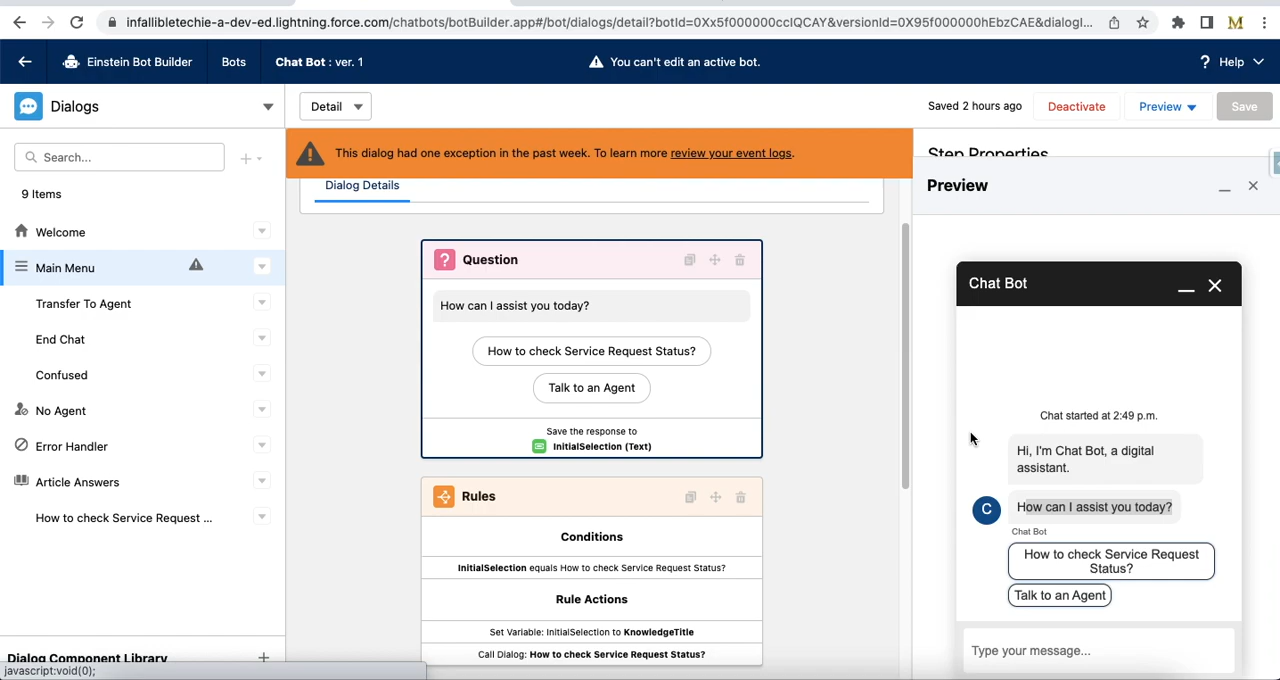 infallibletechie-a-dev-ed.lightning.force.com/chatbots/botBuilder.app#/bot/dialogs/detail?botId=0Xx5f000000ccIQCAY&versionId=0X95f000000hEbzCAE&dialogI...
M
Einstein Bot Builder
Bots
Chat Bot : ver. 1
You can't edit an active bot.
? Help
Dialogs
Detail
Saved 2 hours ago
Deactivate
Preview
Save
Search...
9 Items
Welcome
Main Menu
Transfer To Agent
End Chat
Confused
No Agent
Error Handler
Article Answers
How to check Service Request ...
Dialog Component Library
javascript:void(0);
This dialog had one exception in the past week. To learn more review your event logs.
Dialog Details
? Question
How can I assist you today?
How to check Service Request Status?
Talk to an Agent
Save the response to
InitialSelection (Text)
Rules
Conditions
InitialSelection equals How to check Service Request Status?
Rule Actions
Set Variable: InitialSelection to KnowledgeTitle
Call Dialog: How to check Service Request Status?
Step Properties
Preview
Chat Bot
Chat started at 2:49 p.m.
Hi, I'm Chat Bot, a digital
assistant.
C
How can I assist you today?
Chat Bot
How to check Service Request
Status?
Talk to an Agent
Type your message...